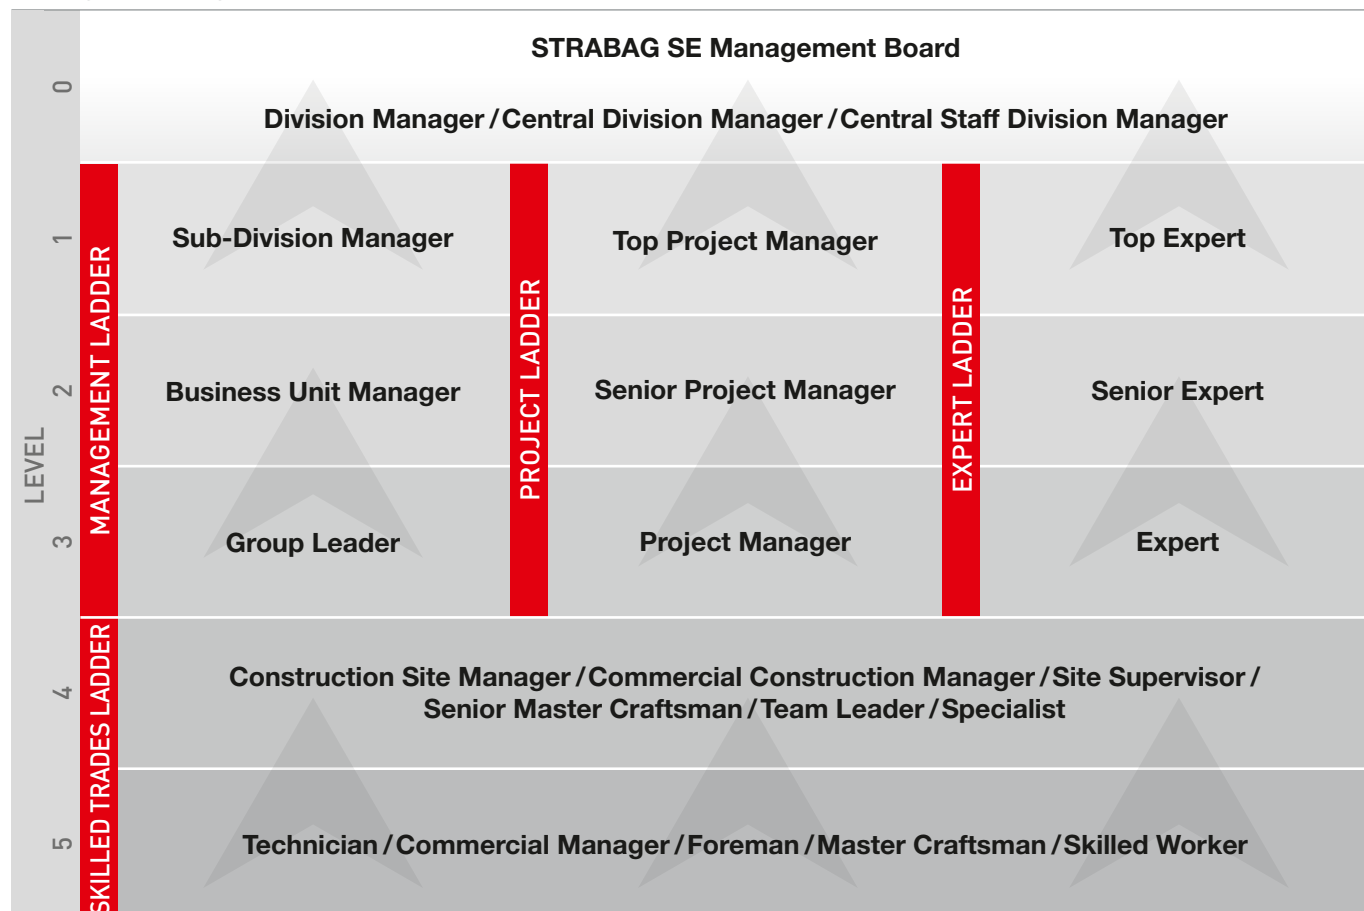 STRABAG SE Management Board
0
Division Manager / Central Division Manager / Central Staff Division Manager
LEVEL
MANAGEMENT LADDER
PROJECT LADDER
EXPERT LADDER
1
Sub-Division Manager
Top Project Manager
Top Expert
2
Business Unit Manager
Senior Project Manager
Senior Expert
3
Group Leader
Project Manager
Expert
SKILLED TRADES LADDER
4
Construction Site Manager / Commercial Construction Manager / Site Supervisor /
Senior Master Craftsman / Team Leader / Specialist
5
Technician / Commercial Manager / Foreman / Master Craftsman / Skilled Worker